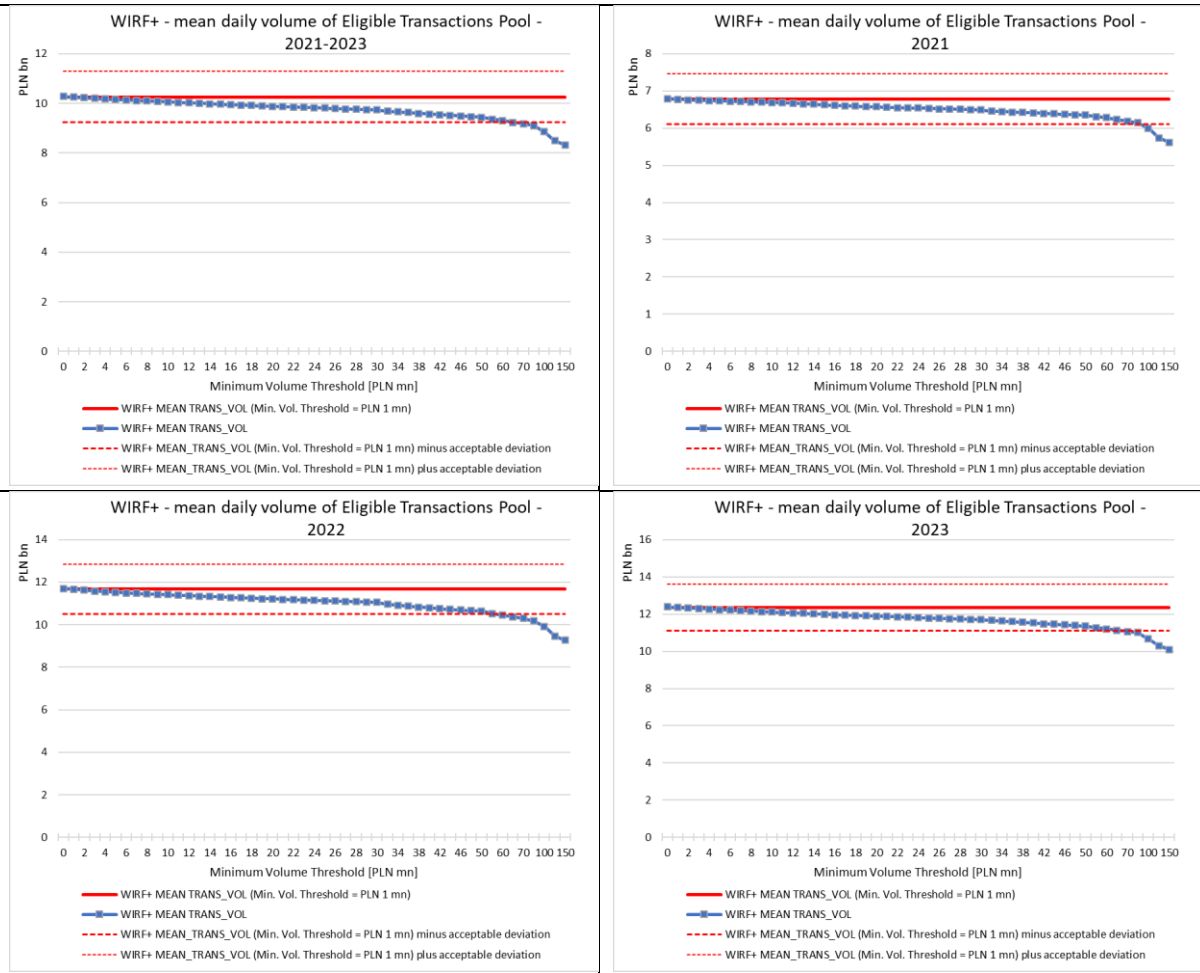 WIRF+ - mean daily volume of Eligible Transactions Pool -
2021-2023
PLN bn
12
10
8
6
4
2
0
0 2 4 6 8 10 12 14 16 18 20 22 24 26 28 30 34 38 42 46 50 60 70 100 150
Minimum Volume Threshold [PLN mn]
WIRF+ MEAN TRANS_VOL (Min. Vol. Threshold = PLN 1 mn)
WIRF+ MEAN TRANS_VOL
WIRF+ MEAN_TRANS_VOL (Min. Vol. Threshold = PLN 1 mn) minus acceptable deviation
WIRF+ MEAN_TRANS_VOL (Min. Vol. Threshold = PLN 1 mn) plus acceptable deviation
WIRF+ - mean daily volume of Eligible Transactions Pool -
2021
PLN bn
8
7
6
5
4
3
2
1
0
0 2 4 6 8 10 12 14 16 18 20 22 24 26 28 30 34 38 42 46 50 60 70 100 150
Minimum Volume Threshold [PLN mn]
WIRF+ MEAN TRANS_VOL (Min. Vol. Threshold = PLN 1 mn)
WIRF+ MEAN TRANS_VOL
WIRF+ MEAN_TRANS_VOL (Min. Vol. Threshold = PLN 1 mn) minus acceptable deviation
WIRF+ MEAN_TRANS_VOL (Min. Vol. Threshold = PLN 1 mn) plus acceptable deviation
WIRF+ - mean daily volume of Eligible Transactions Pool -
2022
PLN bn
14
12
10
8
6
4
2
0
0 2 4 6 8 10 12 14 16 18 20 22 24 26 28 30 34 38 42 46 50 60 70 100 150
Minimum Volume Threshold [PLN mn]
WIRF+ MEAN TRANS_VOL (Min. Vol. Threshold = PLN 1 mn)
WIRF+ MEAN TRANS_VOL
WIRF+ MEAN_TRANS_VOL (Min. Vol. Threshold = PLN 1 mn) minus acceptable deviation
WIRF+ MEAN_TRANS_VOL (Min. Vol. Threshold = PLN 1 mn) plus acceptable deviation
WIRF+ - mean daily volume of Eligible Transactions Pool -
2023
PLN bn
16
14
12
10
8
6
4
2
0
0 2 4 6 8 10 12 14 16 18 20 22 24 26 28 30 34 38 42 46 50 60 70 100 150
Minimum Volume Threshold [PLN mn]
WIRF+ MEAN TRANS_VOL (Min. Vol. Threshold = PLN 1 mn)
WIRF+ MEAN TRANS_VOL
WIRF+ MEAN_TRANS_VOL (Min. Vol. Threshold = PLN 1 mn) minus acceptable deviation
WIRF+ MEAN_TRANS_VOL (Min. Vol. Threshold = PLN 1 mn) plus acceptable deviation